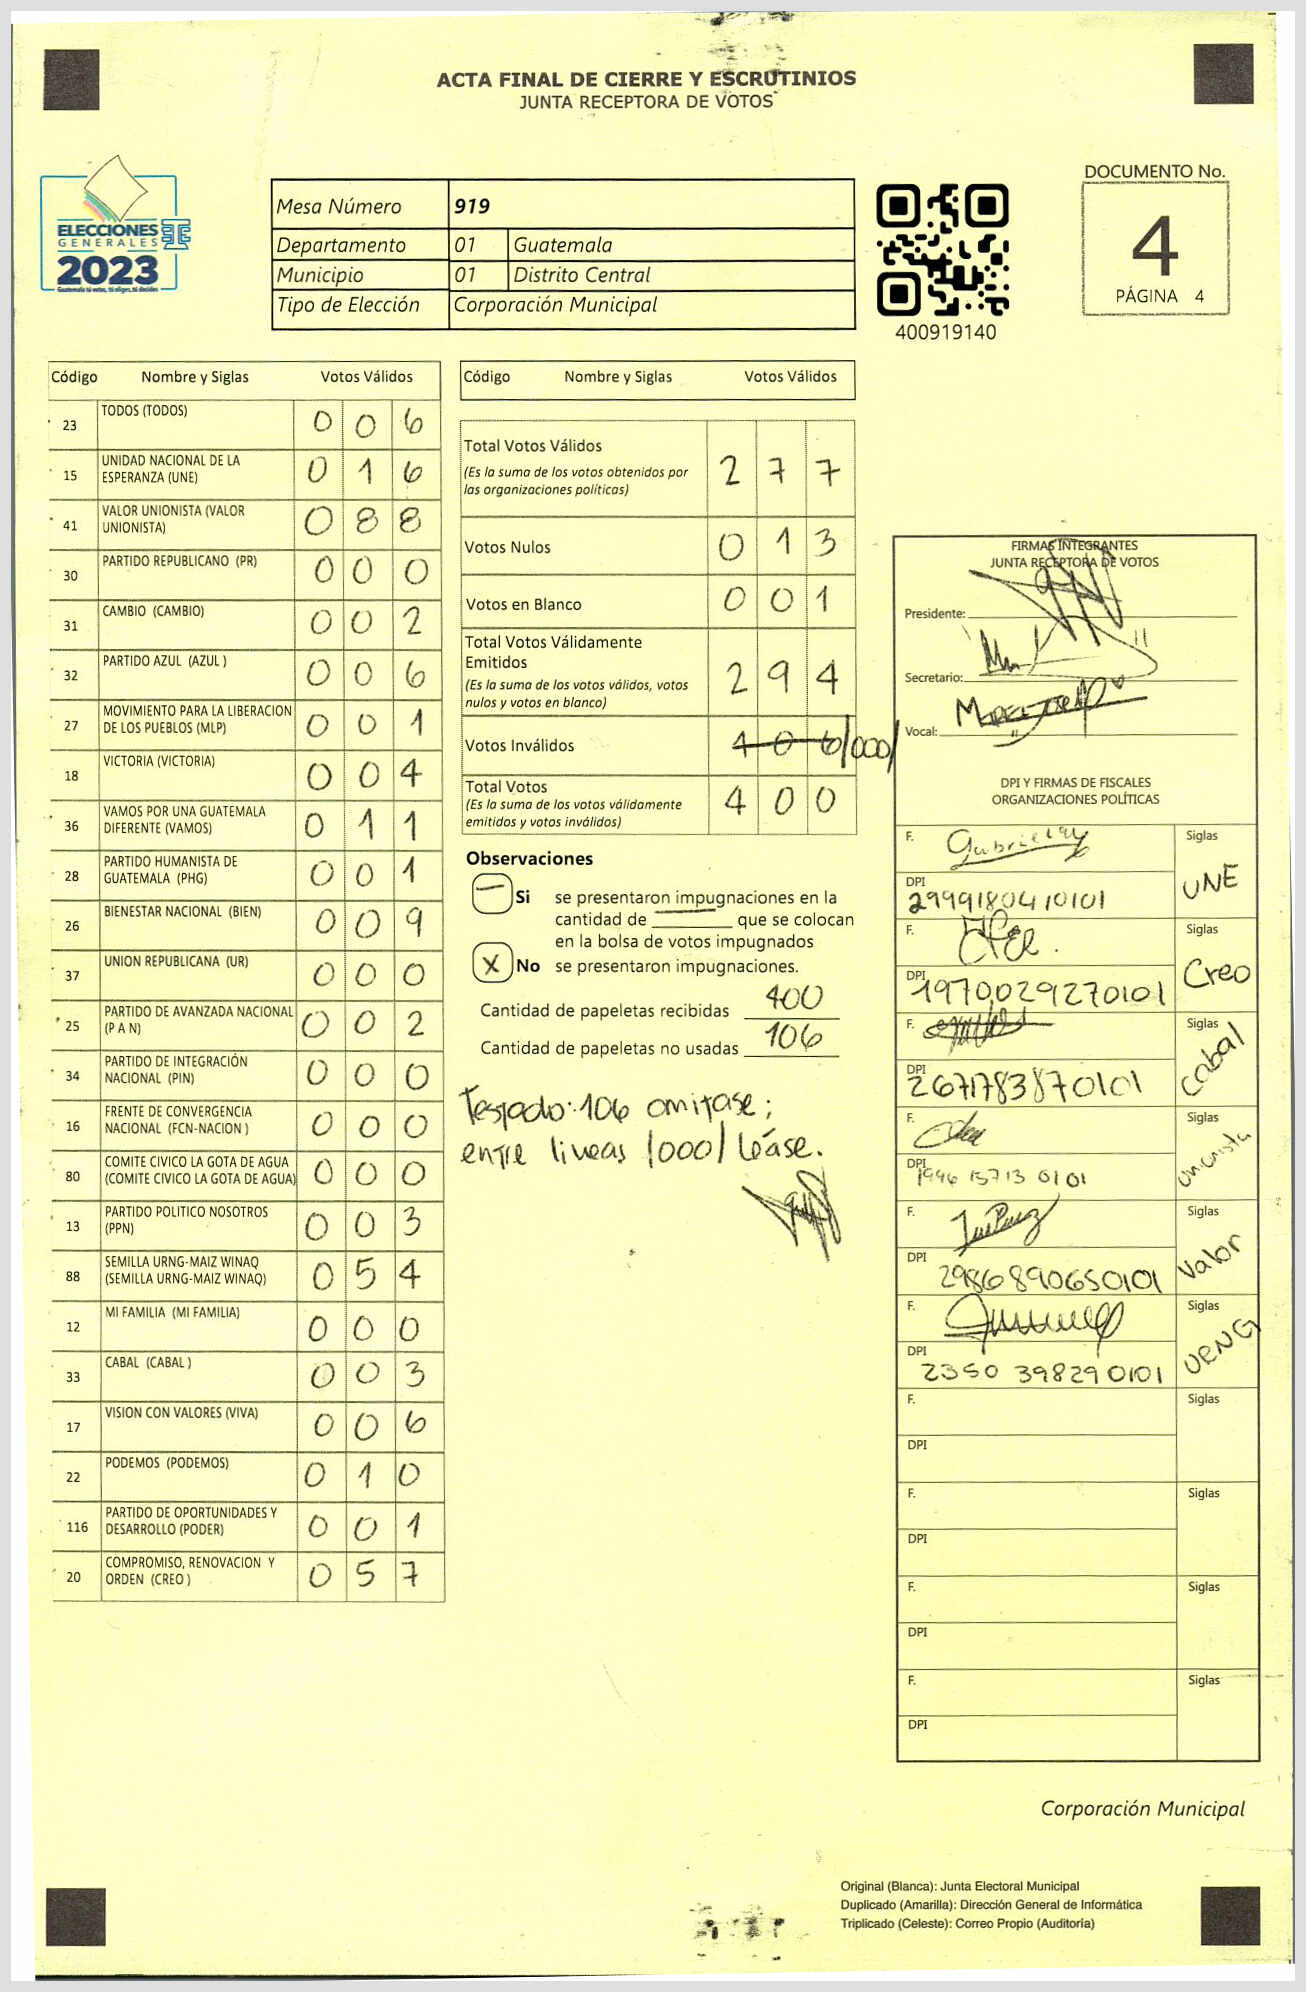 ACTA FINAL DE CIERRE Y ESCRUTINIOS
JUNTA RECEPTORA DE VOTOS
ELECCIONES
GENERALES
2023
Guatemala tú votas, tú eliges, tú decides
Mesa Número 919
Departamento 01 Guatemala
Municipio 01 Distrito Central
Tipo de Elección Corporación Municipal
400919140
DOCUMENTO No.
4
PÁGINA 4
Código Nombre y Siglas Votos Válidos
23 TODOS (TODOS) 0 0 6
15 UNIDAD NACIONAL DE LA
ESPERANZA (UNE) 0 1 6
41 VALOR UNIONISTA (VALOR
UNIONISTA) 0 8 8
30 PARTIDO REPUBLICANO (PR) 0 0 0
31 CAMBIO (CAMBIO) 0 0 2
32 PARTIDO AZUL (AZUL ) 0 0 6
27 MOVIMIENTO PARA LA LIBERACION
DE LOS PUEBLOS (MLP) 0 0 1
18 VICTORIA (VICTORIA) 0 0 4
36 VAMOS POR UNA GUATEMALA
DIFERENTE (VAMOS) 0 1 1
28 PARTIDO HUMANISTA DE
GUATEMALA (PHG) 0 0 1
26 BIENESTAR NACIONAL (BIEN) 0 0 9
37 UNION REPUBLICANA (UR) 0 0 0
25 PARTIDO DE AVANZADA NACIONAL
(P A N) 0 0 2
34 PARTIDO DE INTEGRACIÓN
NACIONAL (PIN) 0 0 0
16 FRENTE DE CONVERGENCIA
NACIONAL (FCN-NACION ) 0 0 0
80 COMITE CIVICO LA GOTA DE AGUA
(COMITE CIVICO LA GOTA DE AGUA) 0 0 0
13 PARTIDO POLITICO NOSOTROS
(PPN) 0 0 3
88 SEMILLA URNG-MAIZ WINAQ
(SEMILLA URNG-MAIZ WINAQ) 0 5 4
12 MI FAMILIA (MI FAMILIA) 0 0 0
33 CABAL (CABAL ) 0 0 3
17 VISION CON VALORES (VIVA) 0 0 6
22 PODEMOS (PODEMOS) 0 1 0
116 PARTIDO DE OPORTUNIDADES Y
DESARROLLO (PODER) 0 0 1
20 COMPROMISO, RENOVACION Y
ORDEN (CREO ) 0 5 7
Código Nombre y Siglas Votos Válidos
Total Votos Válidos 2 7 7
(Es la suma de los votos obtenidos por
las organizaciones políticas)
Votos Nulos 0 1 3
Votos en Blanco 0 0 1
Total Votos Válidamente
Emitidos 2 9 4
(Es la suma de los votos válidos, votos
nulos y votos en blanco)
Votos Inválidos /000/
Total Votos 4 0 0
(Es la suma de los votos válidamente
emitidos y votos inválidos)
Observaciones
Si se presentaron impugnaciones en la
cantidad de ___ que se colocan
en la bolsa de votos impugnados
X No se presentaron impugnaciones.
Cantidad de papeletas recibidas 400
Cantidad de papeletas no usadas 106
Testado: 106 omitase;
entre lineas /000/ léase.
FIRMAS INTEGRANTES
JUNTA RECEPTORA DE VOTOS
Presidente:
Secretario:
Vocal:
DPI Y FIRMAS DE FISCALES
ORGANIZACIONES POLÍTICAS
F. Siglas
DPI 2999180410101 UNE
F. Siglas
DPI 1970029270101 Creo
F. Siglas
DPI 2671783870101 Cabal
F. Siglas
DPI 1996 15713 0101 unionista
F. Siglas
DPI 2986890650101 Valor
F. Siglas
DPI 2350 398290101 URNG
F. Siglas
DPI
F. Siglas
DPI
F. Siglas
DPI
F. Siglas
DPI
Corporación Municipal
Original (Blanca): Junta Electoral Municipal
Duplicado (Amarilla): Dirección General de Informática
Triplicado (Celeste): Correo Propio (Auditoría)